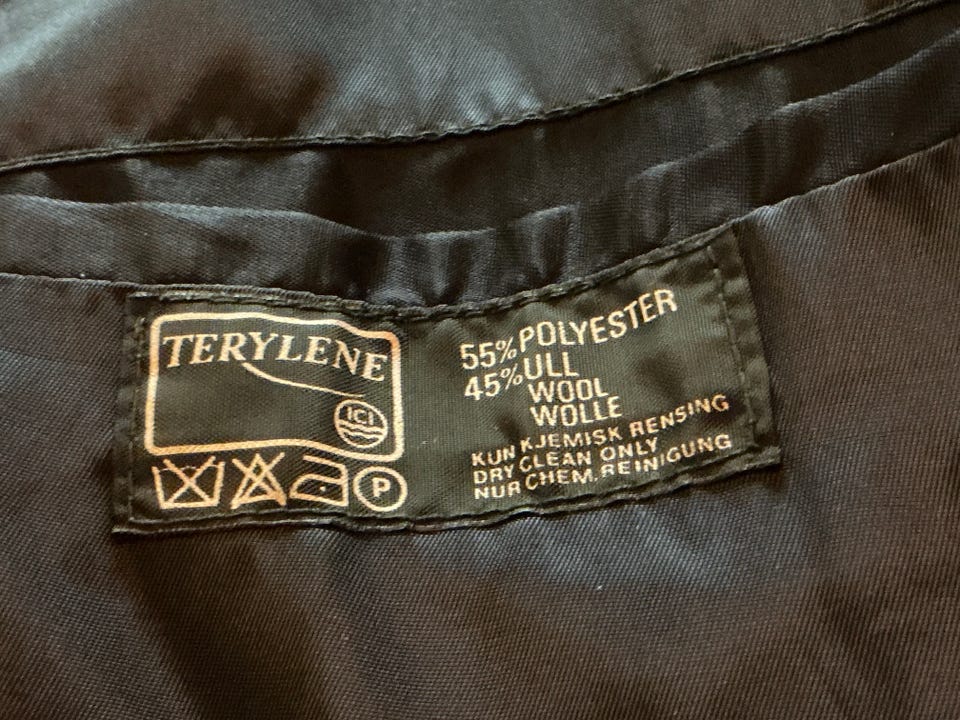 TERYLENE
ICI
P
55% POLYESTER
45% ULL
WOOL
WOLLE
KUN KJEMISK RENSING
DRY CLEAN ONLY
NUR CHEM. REINIGUNG